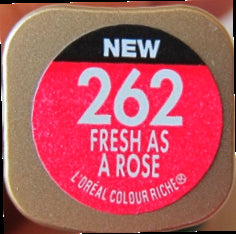 NEW
262
FRESH AS
A ROSE
L'ORÉAL COLOUR RICHE®